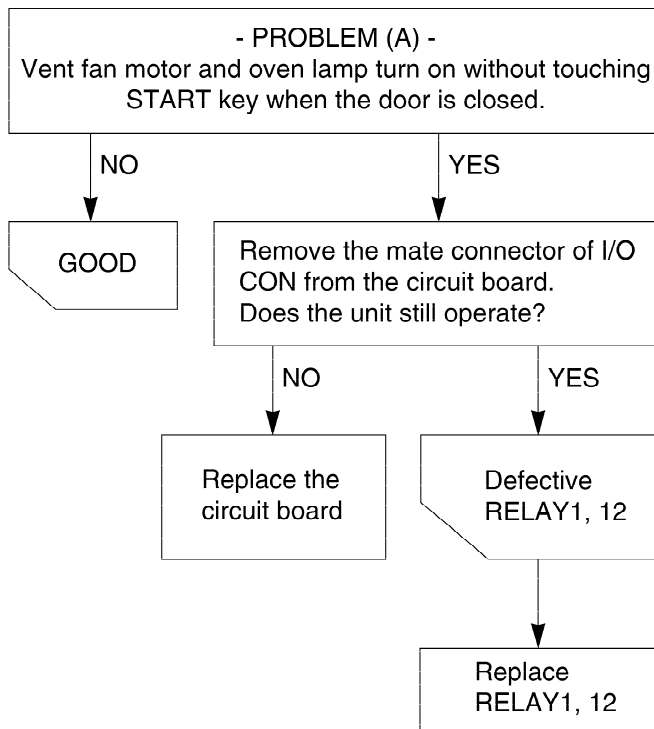 - PROBLEM (A) -
Vent fan motor and oven lamp turn on without touching
START key when the door is closed.
NO
YES
GOOD
Remove the mate connector of I/O
CON from the circuit board.
Does the unit still operate?
NO
YES
Replace the
circuit board
Defective
RELAY1, 12
Replace
RELAY1, 12